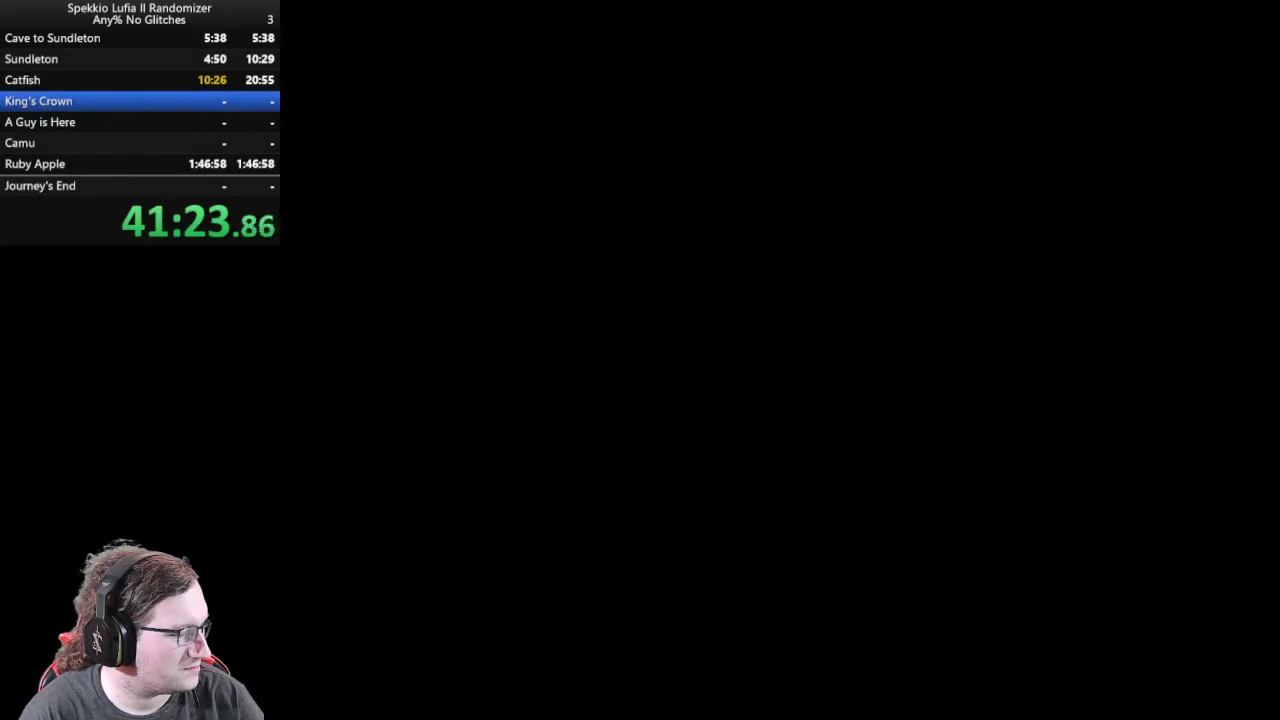 Spekkio Lufia II Randomizer
Any% No Glitches 3
Cave to Sundleton 5:38 5:38
Sundleton 4:50 10:29
Catfish 10:26 20:55
King's Crown - -
A Guy is Here - -
Camu - -
Ruby Apple 1:46:58 1:46:58
Journey's End - -
41:23.86